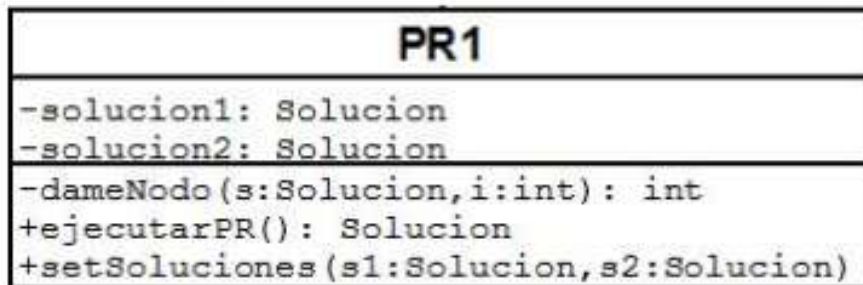 PR1
-solucion1: Solucion
-solucion2: Solucion
-dameNodo(s:Solucion,i:int): int
+ejecutarPR(): Solucion
+setSoluciones(s1:Solucion,s2:Solucion)